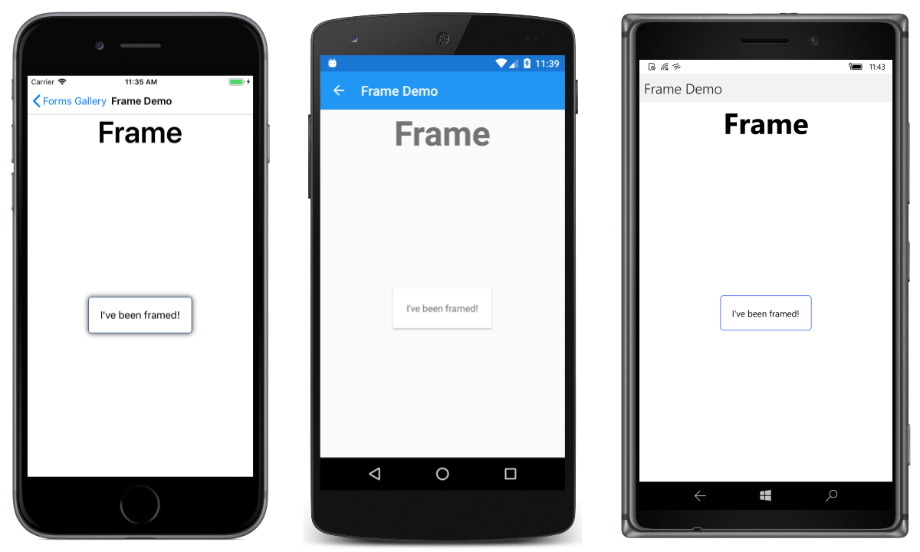 Carrier 11:35 AM
Forms Gallery Frame Demo
Frame
I've been framed!
11:39
Frame Demo
Frame
I've been framed!
11:43
Frame Demo
Frame
I've been framed!